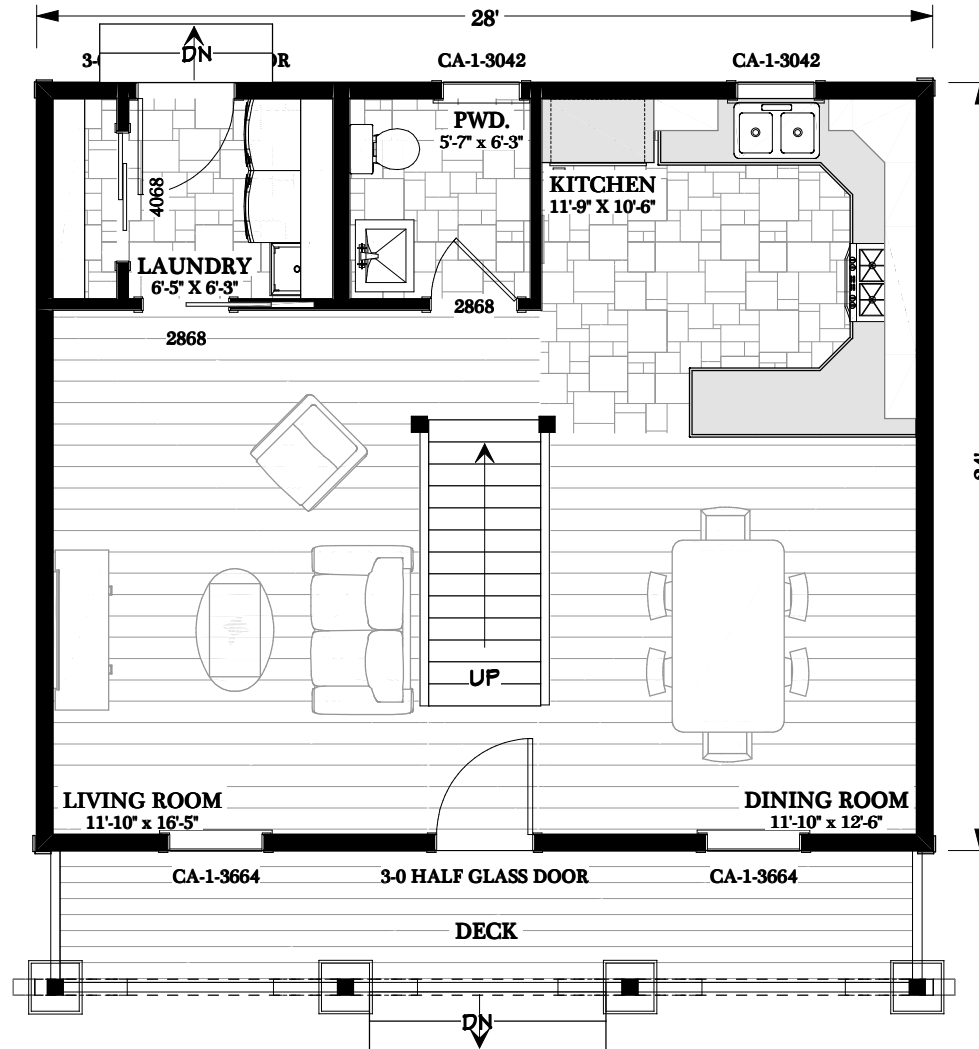 28'
DN
CA-1-3042
CA-1-3042
PWD.
5'-7" x 6'-3"
KITCHEN
11'-9" X 10'-6"
4068
LAUNDRY
6'-5" X 6'-3"
2868
2868
UP
LIVING ROOM
11'-10" x 16'-5"
DINING ROOM
11'-10" x 12'-6"
CA-1-3664
3-0 HALF GLASS DOOR
CA-1-3664
DECK
DN